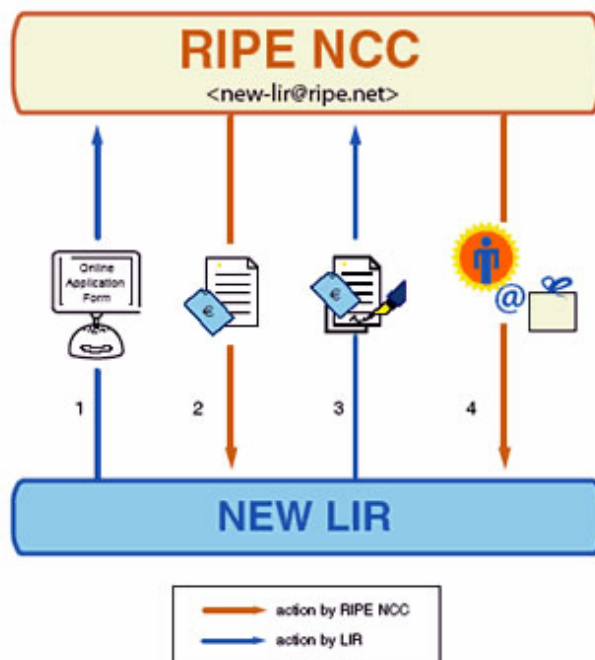 RIPE NCC
<new-lir@ripe.net>
Online
Application
Form
€
€
@
1
2
3
4
NEW LIR
action by RIPE NCC
action by LIR